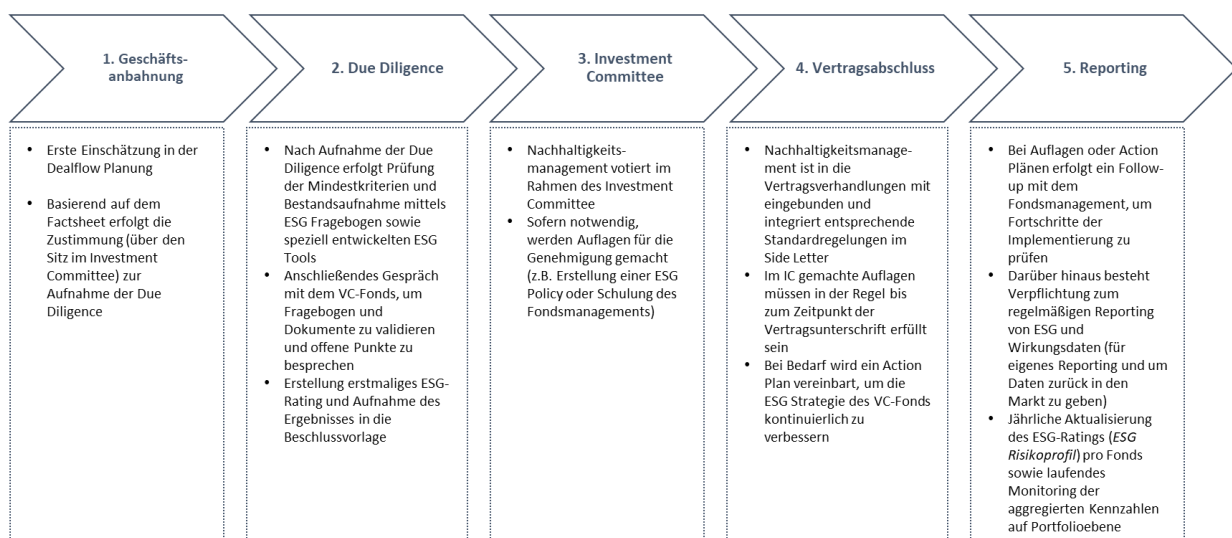 1. Geschäfts-
anbahnung
2. Due Diligence
3. Investment
Committee
4. Vertragsabschluss
5. Reporting
• Erste Einschätzung in der
Dealflow Planung
• Basierend auf dem
Factsheet erfolgt die
Zustimmung (über den
Sitz im Investment
Committee) zur
Aufnahme der Due
Diligence
• Nach Aufnahme der Due
Diligence erfolgt Prüfung
der Mindestkriterien und
Bestandsaufnahme mittels
ESG Fragebogen sowie
speziell entwickelten ESG
Tools
• Anschließendes Gespräch
mit dem VC-Fonds, um
Fragebogen und
Dokumente zu validieren
und offene Punkte zu
besprechen
• Erstellung erstmaliges ESG-
Rating und Aufnahme des
Ergebnisses in die
Beschlussvorlage
• Nachhaltigkeits-
management votiert im
Rahmen des Investment
Committee
• Sofern notwendig,
werden Auflagen für die
Genehmigung gemacht
(z.B. Erstellung einer ESG
Policy oder Schulung des
Fondsmanagements)
• Nachhaltigkeitsmanage-
ment ist in die
Vertragsverhandlungen mit
eingebunden und
integriert entsprechende
Standardregelungen im
Side Letter
• Im IC gemachte Auflagen
müssen in der Regel bis
zum Zeitpunkt der
Vertragsunterschrift erfüllt
sein
• Bei Bedarf wird ein Action
Plan vereinbart, um die
ESG Strategie des VC-Fonds
kontinuierlich zu
verbessern
• Bei Auflagen oder Action
Plänen erfolgt ein Follow-
up mit dem
Fondsmanagement, um
Fortschritte der
Implementierung zu
prüfen
• Darüber hinaus besteht
Verpflichtung zum
regelmäßigen Reporting
von ESG und
Wirkungsdaten (für
eigenes Reporting und um
Daten zurück in den
Markt zu geben)
• Jährliche Aktualisierung
des ESG-Ratings (ESG
Risikoprofil) pro Fonds
sowie laufendes
Monitoring der
aggregierten Kennzahlen
auf Portfolioebene